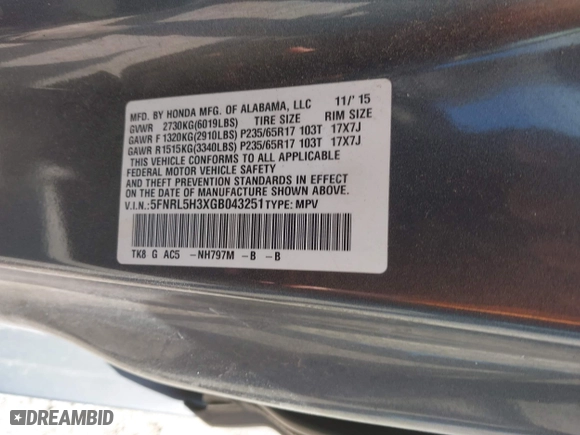 MFD. BY HONDA MFG. OF ALABAMA, LLC 11/'15
GVWR 2730KG(6019LBS) TIRE SIZE RIM SIZE
GAWR F 1320KG(2910LBS) P235/65R17 103T 17X7J
GAWR R1515KG(3340LBS) P235/65R17 103T 17X7J
THIS VEHICLE CONFORMS TO ALL APPLICABLE
FEDERAL MOTOR VEHICLE SAFETY AND
THEFT PREVENTION STANDARDS IN EFFECT
ON THE DATE OF MANUFACTURE SHOWN ABOVE.
V.I.N:5FNRL5H3XGB043251 TYPE: MPV
TK8 G AC5 -NH797M -B -B
DREAMBID